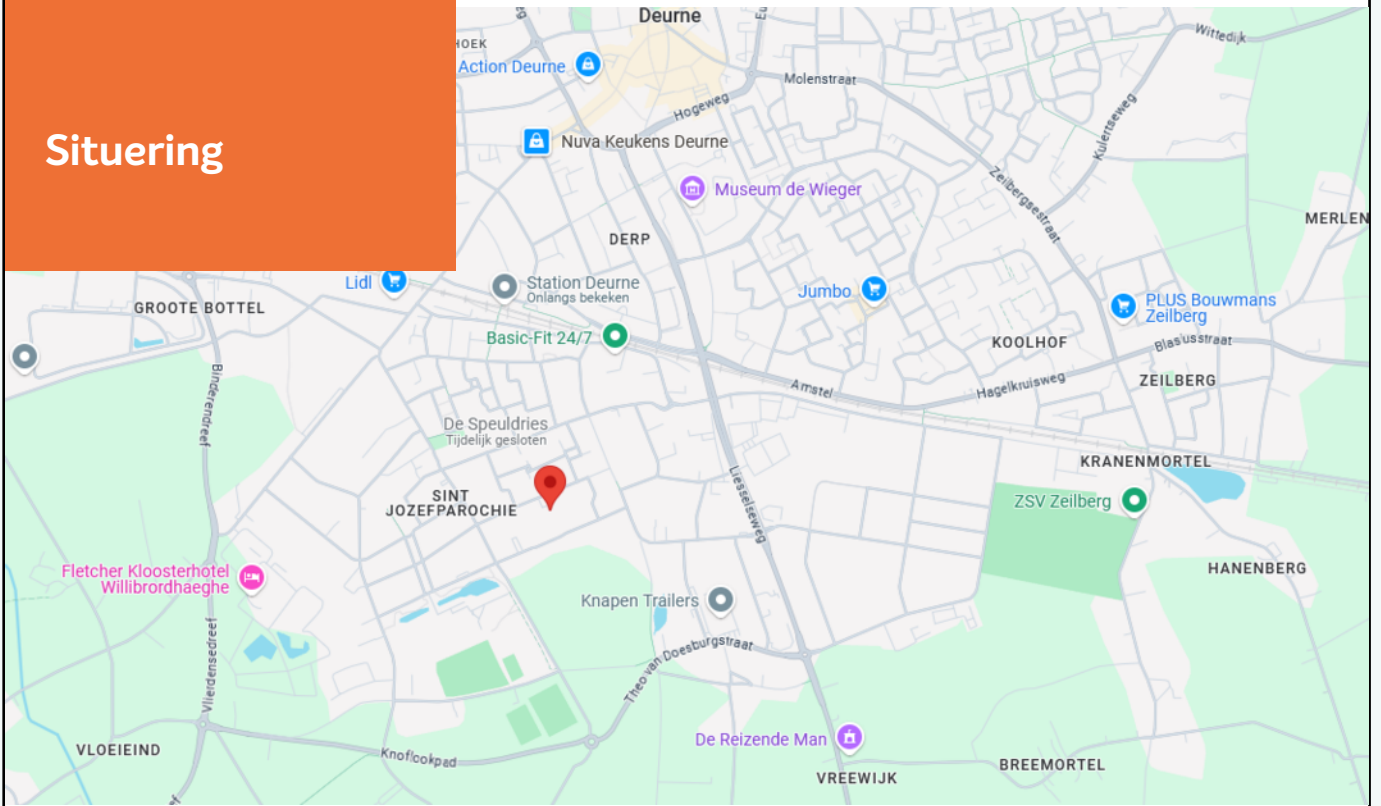 Situering
Deurne
HOEK
Action Deurne
Wittedijk
Molenstraat
Hogeweg
Kulertseweg
Nuva Keukens Deurne
Museum de Wieger
Zeilbergsestraat
MERLEN
DERP
Lidl
Station Deurne
Onlangs bekeken
Jumbo
PLUS Bouwmans
Zeilberg
GROOTE BOTTEL
Basic-Fit 24/7
KOOLHOF
Blasiusstraat
Binderendreef
Amstel
Hagelkruisweg
ZEILBERG
De Speuldries
Tijdelijk gesloten
KRANENMORTEL
SINT
JOZEFPAROCHIE
Liesselseweg
ZSV Zeilberg
Fletcher Kloosterhotel
Willibrordhaeghe
HANENBERG
Knapen Trailers
Vlierdensedreef
Theo van Doesburgstraat
De Reizende Man
VLOEIEIND
Knoflookpad
VREEWIJK
BREEMORTEL